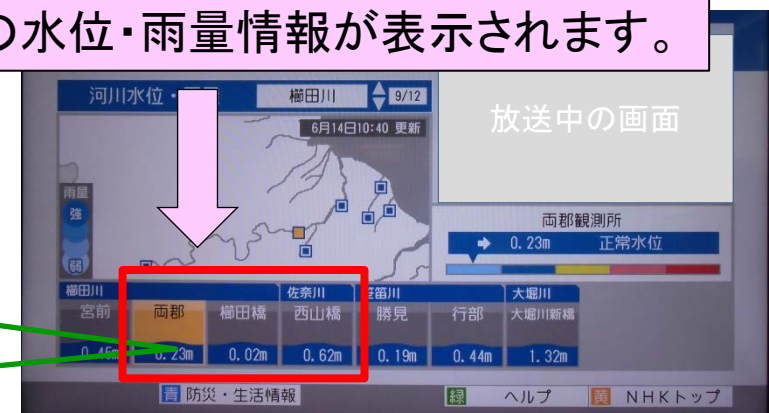 の水位・雨量情報が表示されます。
河川水位・
櫛田川
9/12
6月14日10:40 更新
放送中の画面
雨量
強
弱
両郡観測所
0.23m 正常水位
櫛田川 佐奈川 笹笛川 大堀川
宮前 両郡 櫛田橋 西山橋 勝見 行部 大堀川新橋
0.45m 0.23m 0.02m 0.62m 0.19m 0.44m 1.32m
青 防災・生活情報 緑 ヘルプ 黄 NHKトップ